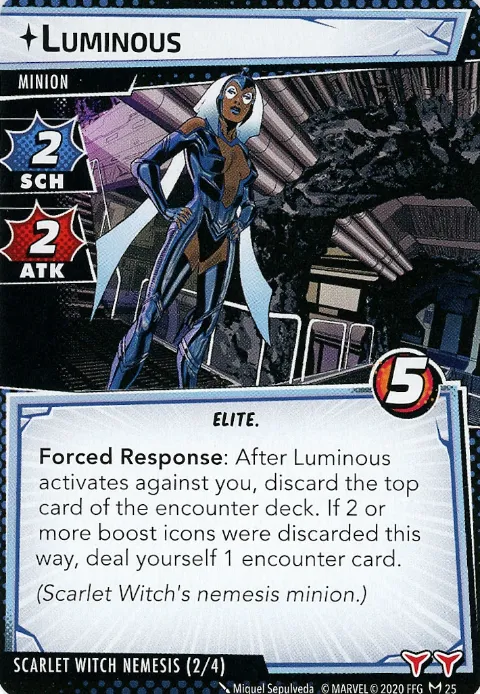 Luminous
MINION
2
SCH
2
ATK
5
ELITE.
Forced Response: After Luminous
activates against you, discard the top
card of the encounter deck. If 2 or
more boost icons were discarded this
way, deal yourself 1 encounter card.
(Scarlet Witch's nemesis minion.)
SCARLET WITCH NEMESIS (2/4)
Miquel Sepulveda © MARVEL © 2020 FFG 25